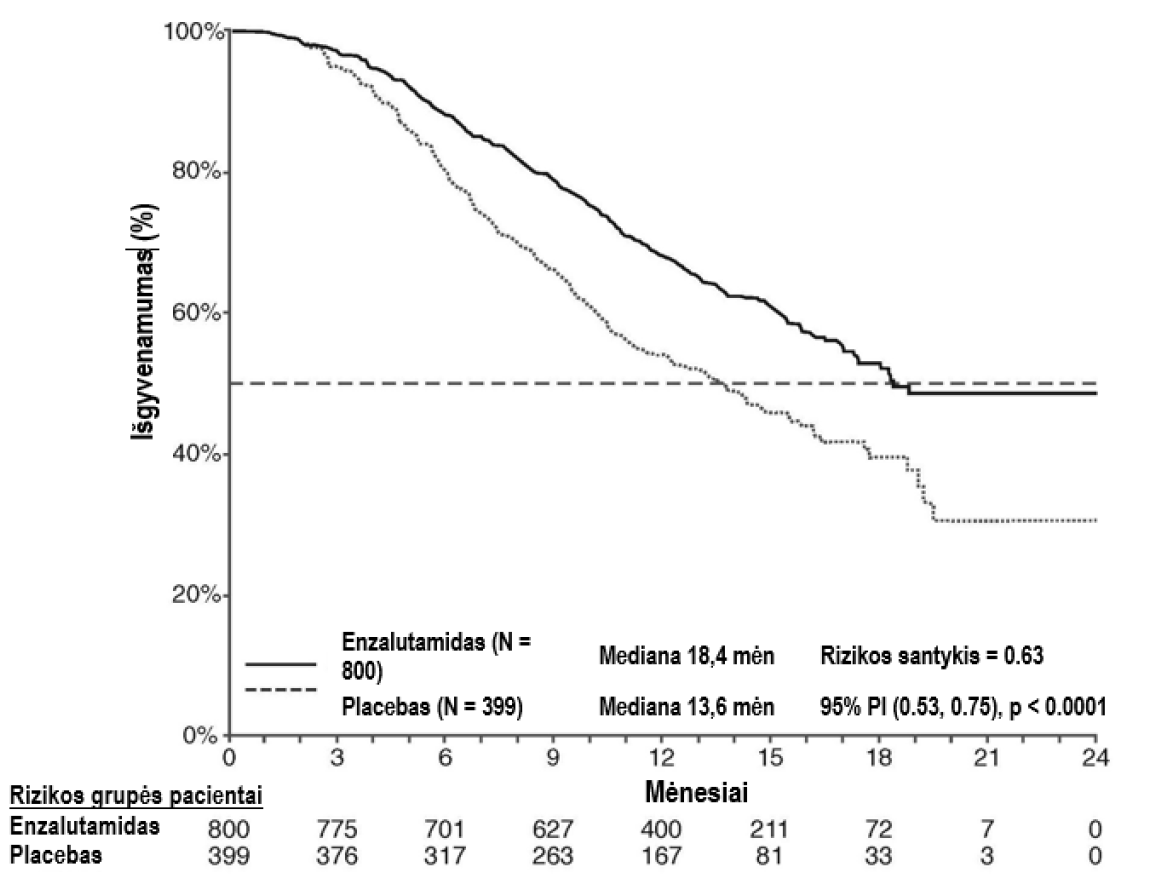 100%
80%
60%
40%
20%
0%
Išgyvenamumas (%)
Enzalutamidas (N =
800)
Mediana 18,4 mėn
Rizikos santykis = 0.63
Placebas (N = 399)
Mediana 13,6 mėn
95% PI (0.53, 0.75), p < 0.0001
0 3 6 9 12 15 18 21 24
Mėnesiai
Rizikos grupės pacientai
Enzalutamidas 800 775 701 627 400 211 72 7 0
Placebas 399 376 317 263 167 81 33 3 0